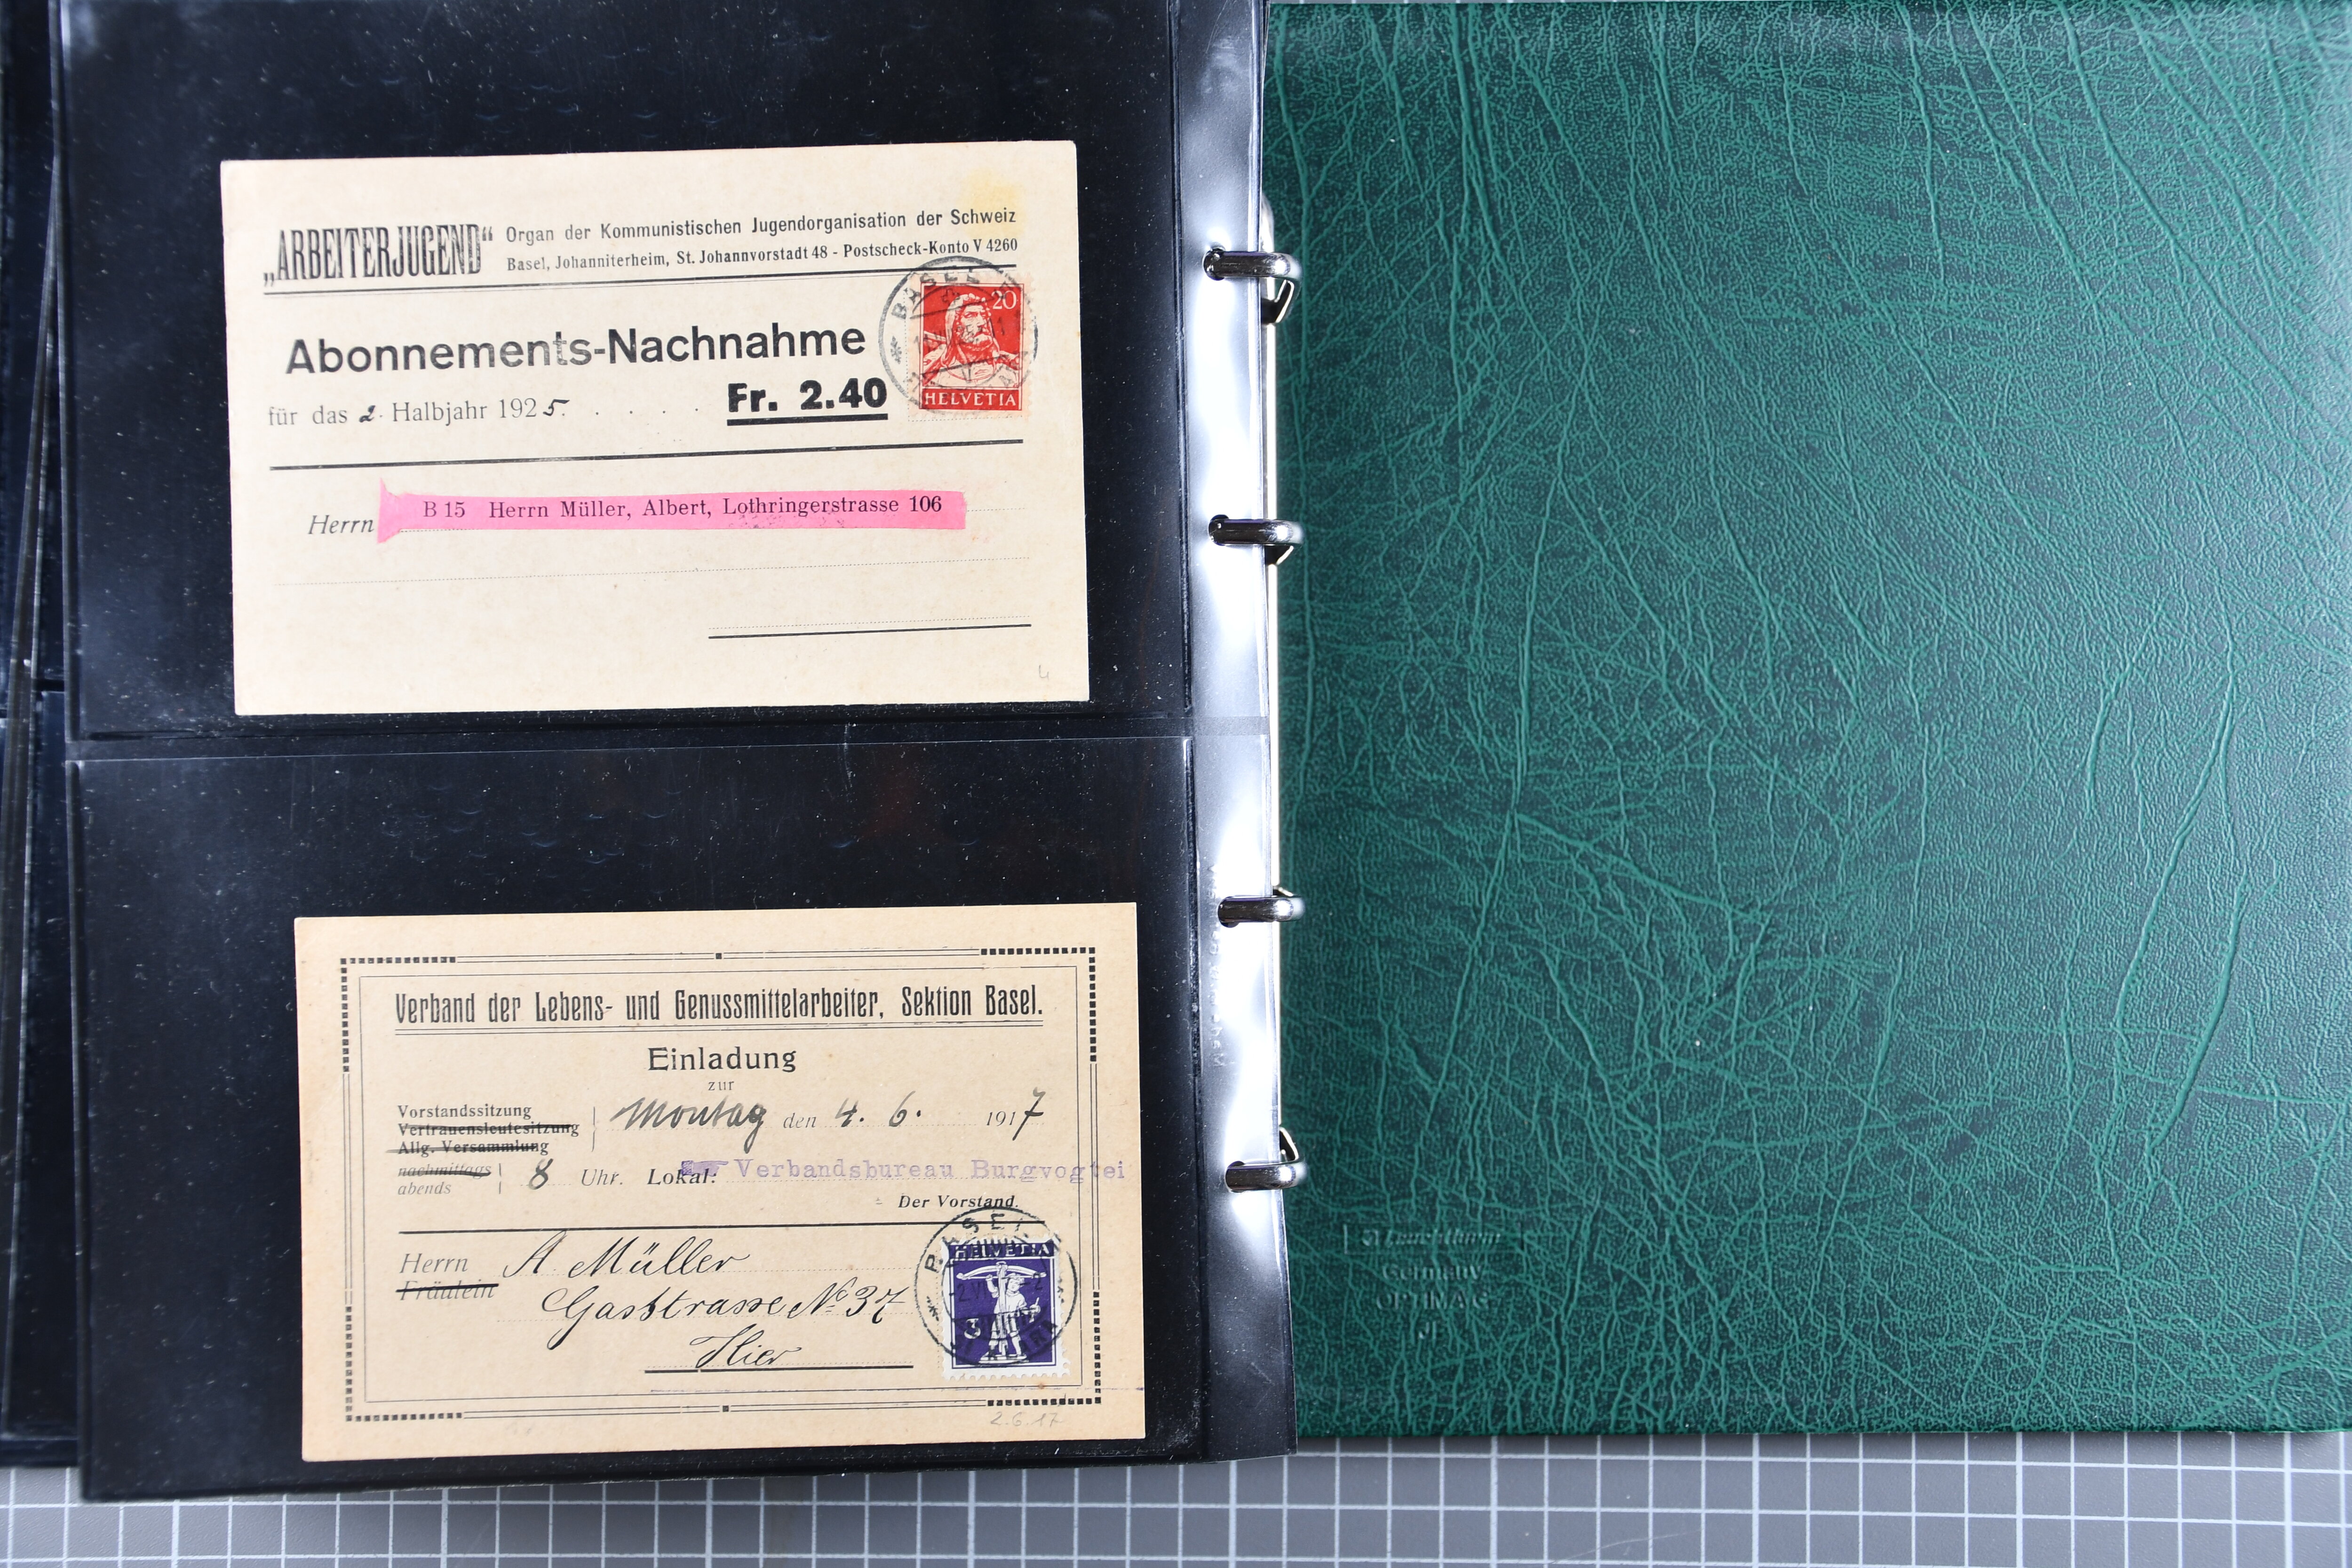 „ARBEITERJUGEND“ Organ der Kommunistischen Jugendorganisation der Schweiz
Basel, Johanniterheim, St. Johannvorstadt 48 - Postscheck-Konto V 4260
Abonnements-Nachnahme
für das 2. Halbjahr 1925. . . . . Fr. 2.40
20
HELVETIA
BASEL
Herrn B 15 Herrn Müller, Albert, Lothringerstrasse 106
Verband der Lebens- und Genussmittelarbeiter, Sektion Basel.
Einladung
zur
Vorstandssitzung
Vertrauensleutesitzung
Allg. Versammlung
Montag den 4. 6. 1917
nachmittags
abends
8 Uhr. Lokal: Verbandsbureau Burgvogtei
Der Vorstand.
Herrn A. Müller
Fräulein
Gasstrasse No 37
Hier
BASEL
HELVETIA
3
2.6.17
Germany
OPTIMA